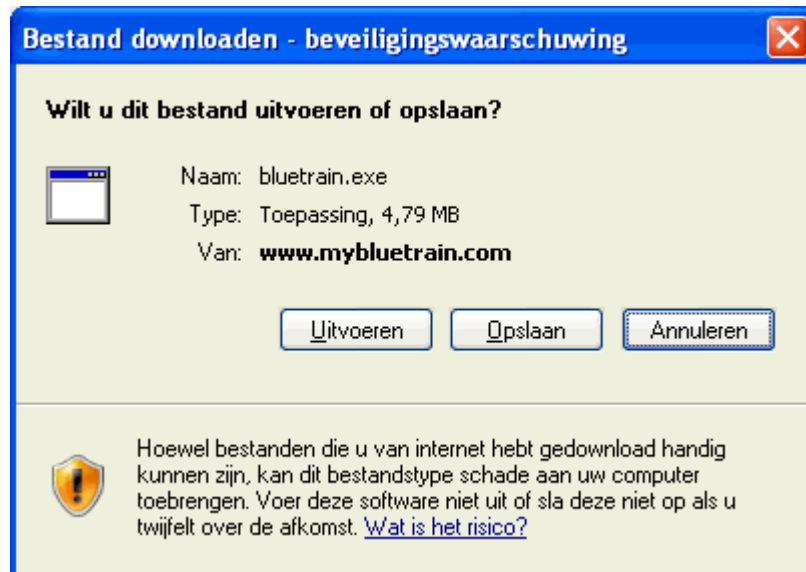 Bestand downloaden - beveiligingswaarschuwing
Wilt u dit bestand uitvoeren of opslaan?
Naam: bluetrain.exe
Type: Toepassing, 4,79 MB
Van: www.mybluetrain.com
Uitvoeren Opslaan Annuleren
Hoewel bestanden die u van internet hebt gedownload handig
kunnen zijn, kan dit bestandstype schade aan uw computer
toebrengen. Voer deze software niet uit of sla deze niet op als u
twijfelt over de afkomst. Wat is het risico?